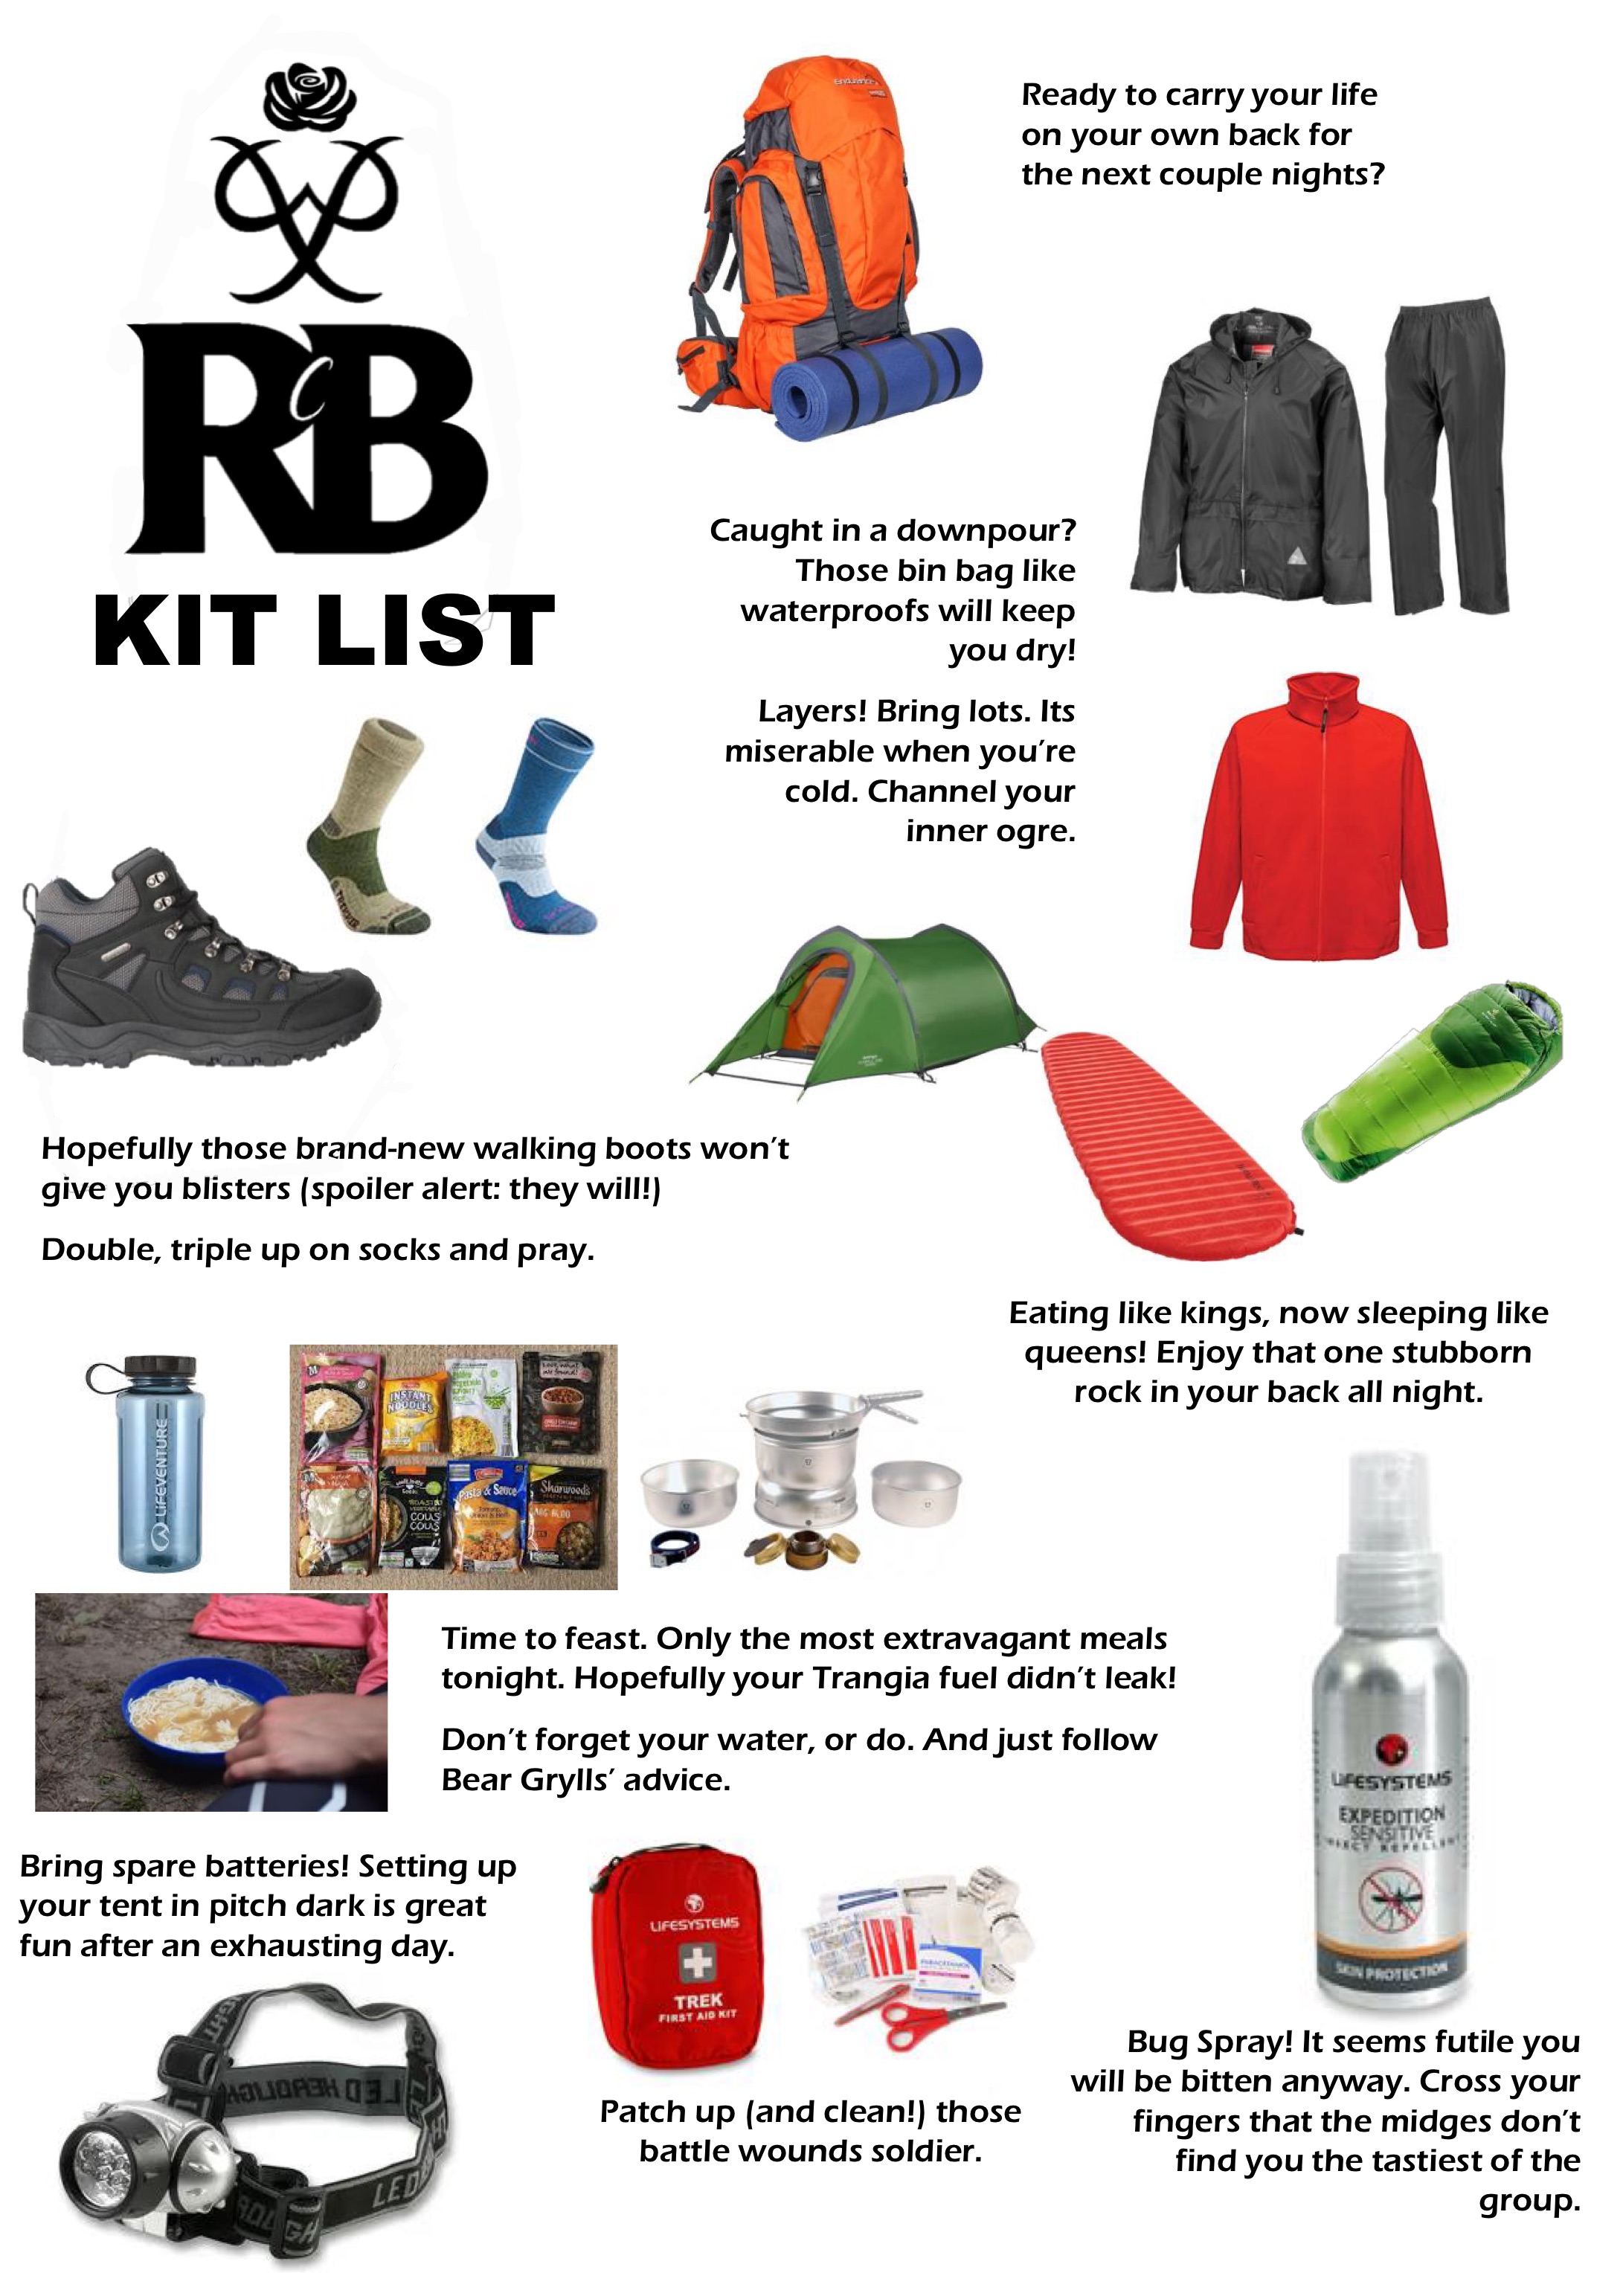 RcB
KIT LIST
Ready to carry your life
on your own back for
the next couple nights?
Caught in a downpour?
Those bin bag like
waterproofs will keep
you dry!
Layers! Bring lots. Its
miserable when you're
cold. Channel your
inner ogre.
Hopefully those brand-new walking boots won't
give you blisters (spoiler alert: they will!)
Double, triple up on socks and pray.
Eating like kings, now sleeping like
queens! Enjoy that one stubborn
rock in your back all night.
LIFEVENTURE
INSTANT
NOODLES
Pasta & Sauce
Sharwood's
COUS
COUS
Time to feast. Only the most extravagant meals
tonight. Hopefully your Trangia fuel didn't leak!
Don't forget your water, or do. And just follow
Bear Grylls' advice.
Bring spare batteries! Setting up
your tent in pitch dark is great
fun after an exhausting day.
LIFESYSTEMS
TREK
FIRST AID KIT
PARACETAMOL
Patch up (and clean!) those
battle wounds soldier.
LIFESYSTEMS
EXPEDITION
SENSITIVE
INSECT REPELLENT
SKIN PROTECTION
Bug Spray! It seems futile you
will be bitten anyway. Cross your
fingers that the midges don't
find you the tastiest of the
group.
LED HEADLIGHT